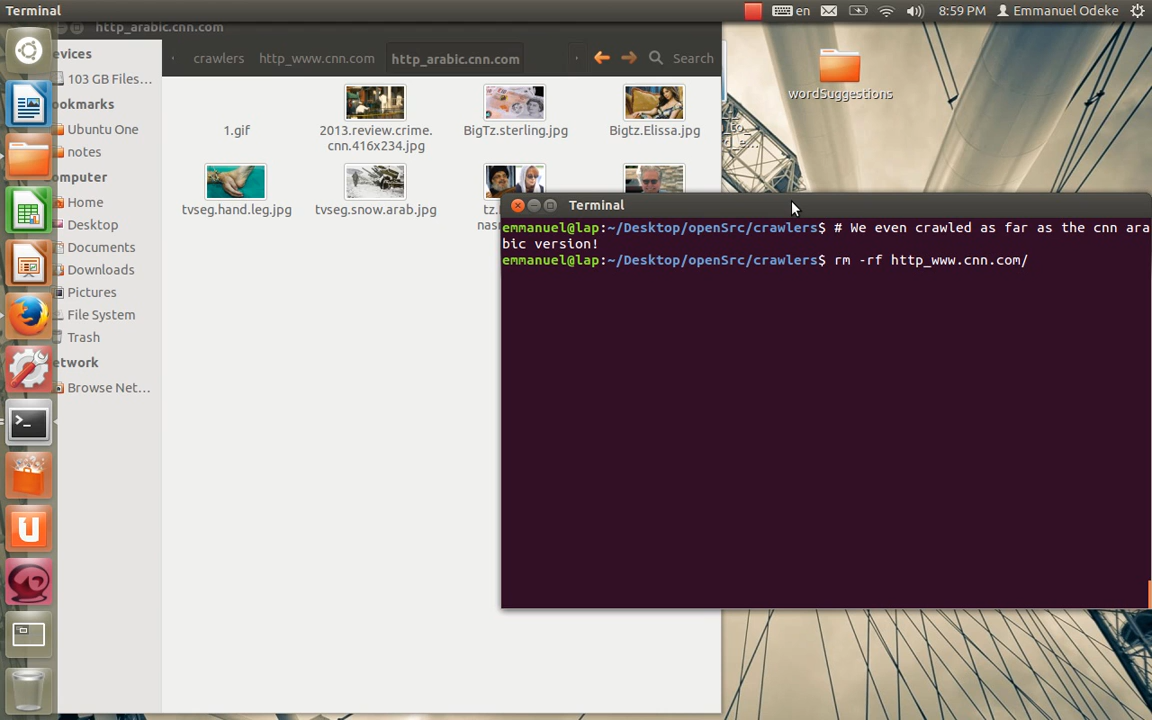 Terminal
en
8:59 PM
Emmanuel Odeke
http_arabic.cnn.com
evices
103 GB Files...
ookmarks
Ubuntu One
notes
omputer
Home
Desktop
Documents
Downloads
Pictures
File System
Trash
etwork
Browse Net...
crawlers
http_www.cnn.com
http_arabic.cnn.com
Search
1.gif
2013.review.crime.
cnn.416x234.jpg
BigTz.sterling.jpg
Bigtz.Elissa.jpg
tvseg.hand.leg.jpg
tvseg.snow.arab.jpg
wordSuggestions
Terminal
emmanuel@lap:~/Desktop/openSrc/crawlers$ # We even crawled as far as the cnn ara
bic version!
emmanuel@lap:~/Desktop/openSrc/crawlers$ rm -rf http_www.cnn.com/